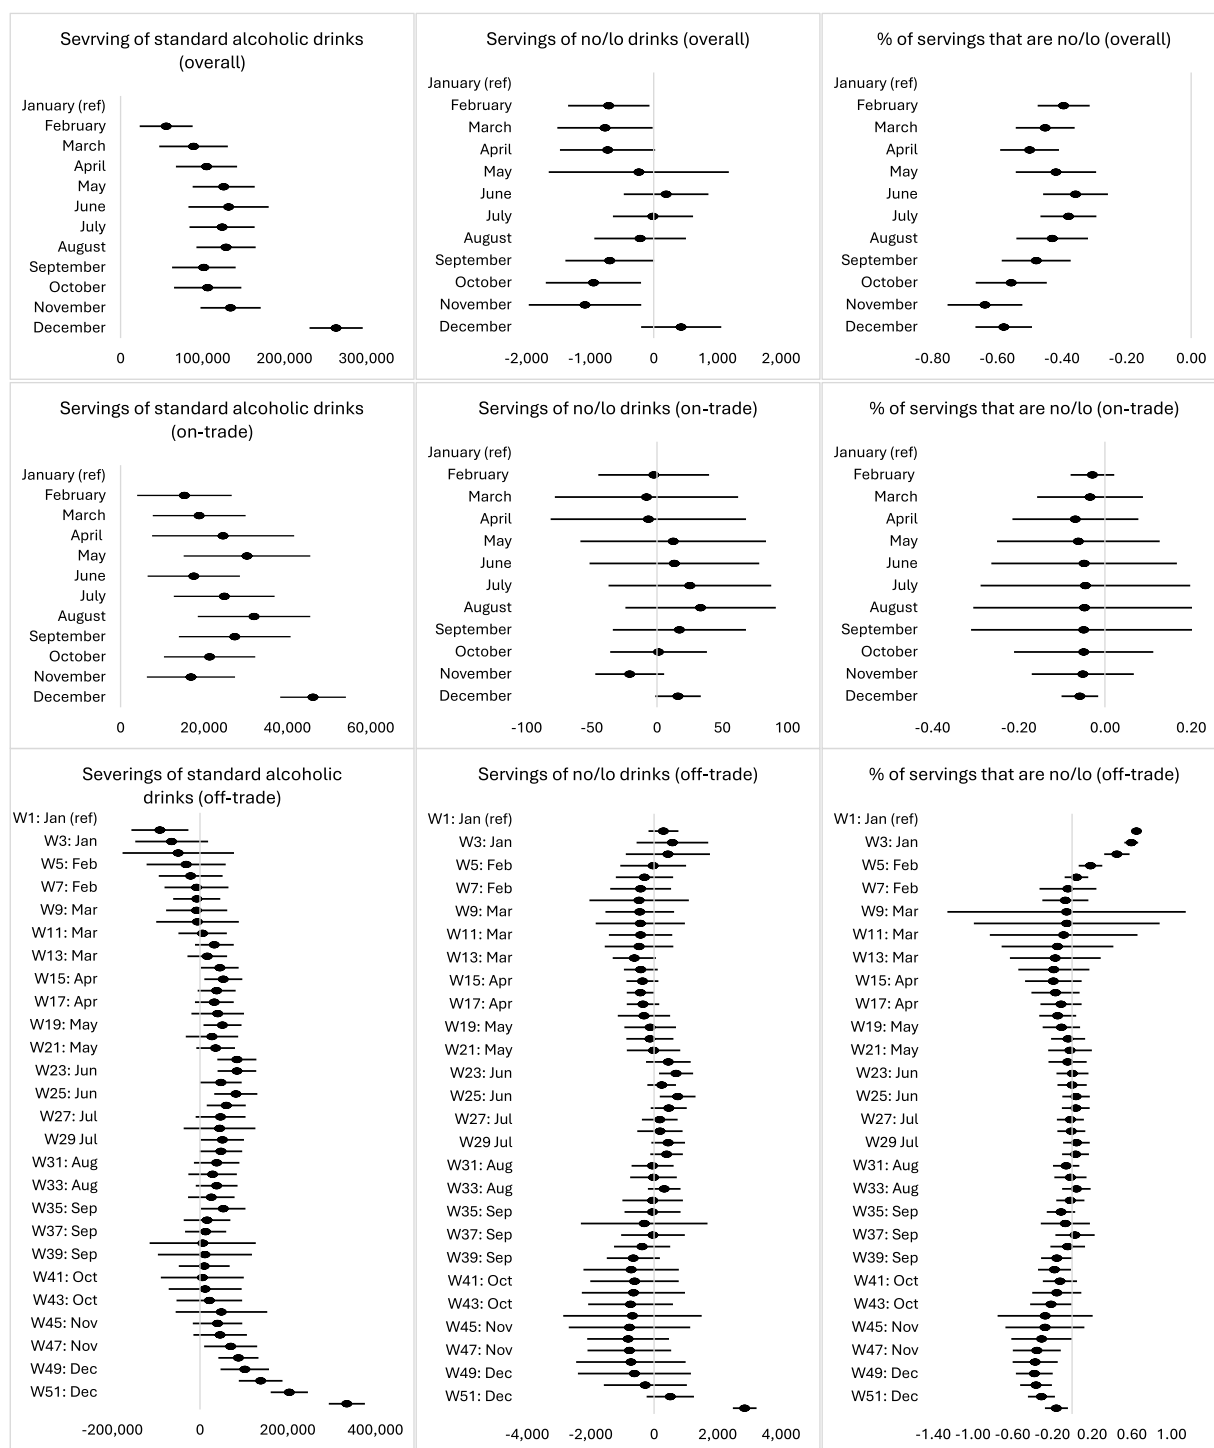 Sevrving of standard alcoholic drinks
(overall)
January (ref)
February
March
April
May
June
July
August
September
October
November
December
0 100,000 200,000 300,000
Servings of no/lo drinks (overall)
January (ref)
February
March
April
May
June
July
August
September
October
November
December
-2,000 -1,000 0 1,000 2,000
% of servings that are no/lo (overall)
January (ref)
February
March
April
May
June
July
August
September
October
November
December
-0.80 -0.60 -0.40 -0.20 0.00
Servings of standard alcoholic drinks
(on-trade)
January (ref)
February
March
April
May
June
July
August
September
October
November
December
0 20,000 40,000 60,000
Servings of no/lo drinks (on-trade)
January (ref)
February
March
April
May
June
July
August
September
October
November
December
-100 -50 0 50 100
% of servings that are no/lo (on-trade)
January (ref)
February
March
April
May
June
July
August
September
October
November
December
-0.40 -0.20 0.00 0.20
Severings of standard alcoholic
drinks (off-trade)
W1: Jan (ref)
W3: Jan
W5: Feb
W7: Feb
W9: Mar
W11: Mar
W13: Mar
W15: Apr
W17: Apr
W19: May
W21: May
W23: Jun
W25: Jun
W27: Jul
W29 Jul
W31: Aug
W33: Aug
W35: Sep
W37: Sep
W39: Sep
W41: Oct
W43: Oct
W45: Nov
W47: Nov
W49: Dec
W51: Dec
-200,000 0 200,000 400,000
Servings of no/lo drinks (off-trade)
W1: Jan (ref)
W3: Jan
W5: Feb
W7: Feb
W9: Mar
W11: Mar
W13: Mar
W15: Apr
W17: Apr
W19: May
W21: May
W23: Jun
W25: Jun
W27: Jul
W29 Jul
W31: Aug
W33: Aug
W35: Sep
W37: Sep
W39: Sep
W41: Oct
W43: Oct
W45: Nov
W47: Nov
W49: Dec
W51: Dec
-4,000 -2,000 0 2,000 4,000
% of servings that are no/lo (off-trade)
W1: Jan (ref)
W3: Jan
W5: Feb
W7: Feb
W9: Mar
W11: Mar
W13: Mar
W15: Apr
W17: Apr
W19: May
W21: May
W23: Jun
W25: Jun
W27: Jul
W29 Jul
W31: Aug
W33: Aug
W35: Sep
W37: Sep
W39: Sep
W41: Oct
W43: Oct
W45: Nov
W47: Nov
W49: Dec
W51: Dec
-1.40 -1.00 -0.60 -0.20 0.20 0.60 1.00